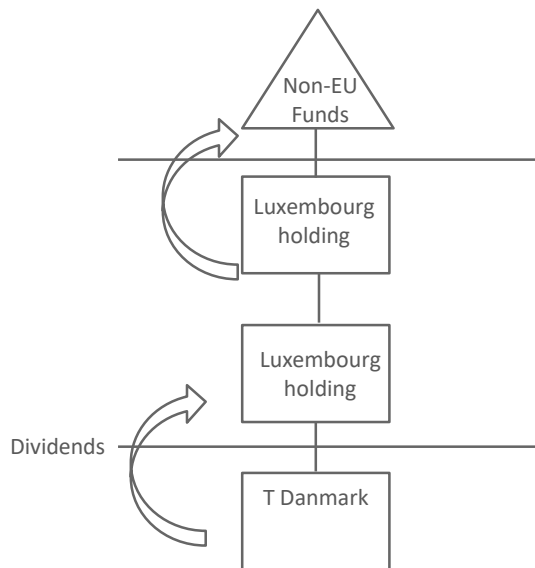 Non-EU
Funds
Luxembourg
holding
Luxembourg
holding
Dividends
T Danmark